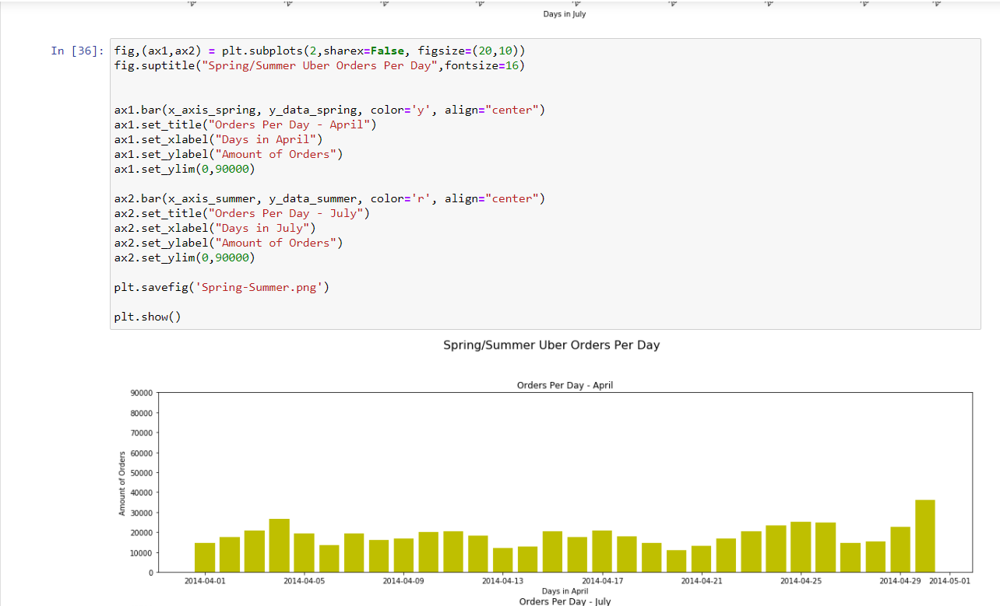 Days in July
In [36]:
fig,(ax1,ax2) = plt.subplots(2,sharex=False, figsize=(20,10))
fig.suptitle("Spring/Summer Uber Orders Per Day",fontsize=16)
ax1.bar(x_axis_spring, y_data_spring, color='y', align="center")
ax1.set_title("Orders Per Day - April")
ax1.set_xlabel("Days in April")
ax1.set_ylabel("Amount of Orders")
ax1.set_ylim(0,90000)
ax2.bar(x_axis_summer, y_data_summer, color='r', align="center")
ax2.set_title("Orders Per Day - July")
ax2.set_xlabel("Days in July")
ax2.set_ylabel("Amount of Orders")
ax2.set_ylim(0,90000)
plt.savefig('Spring-Summer.png')
plt.show()
Spring/Summer Uber Orders Per Day
Orders Per Day - April
90000
80000
70000
60000
50000
40000
30000
20000
10000
0
Amount of Orders
2014-04-01 2014-04-05 2014-04-09 2014-04-13 2014-04-17 2014-04-21 2014-04-25 2014-04-29 2014-05-01
Days in April
Orders Per Day - July